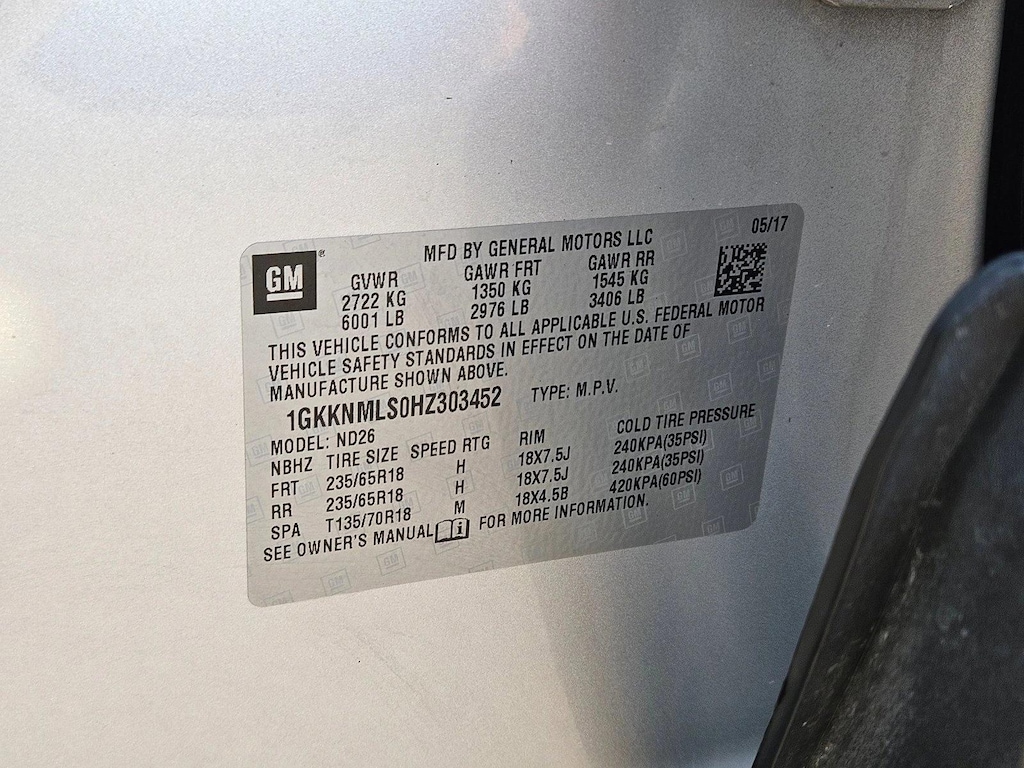 05/17
GM®
MFD BY GENERAL MOTORS LLC
GVWR GAWR FRT GAWR RR
2722 KG 1350 KG 1545 KG
6001 LB 2976 LB 3406 LB
THIS VEHICLE CONFORMS TO ALL APPLICABLE U.S. FEDERAL MOTOR
VEHICLE SAFETY STANDARDS IN EFFECT ON THE DATE OF
MANUFACTURE SHOWN ABOVE.
1GKKNMLS0HZ303452 TYPE: M.P.V.
MODEL: ND26
NBHZ TIRE SIZE SPEED RTG RIM COLD TIRE PRESSURE
FRT 235/65R18 H 18X7.5J 240KPA(35PSI)
RR 235/65R18 H 18X7.5J 240KPA(35PSI)
SPA T135/70R18 M 18X4.5B 420KPA(60PSI)
SEE OWNER'S MANUAL i FOR MORE INFORMATION.